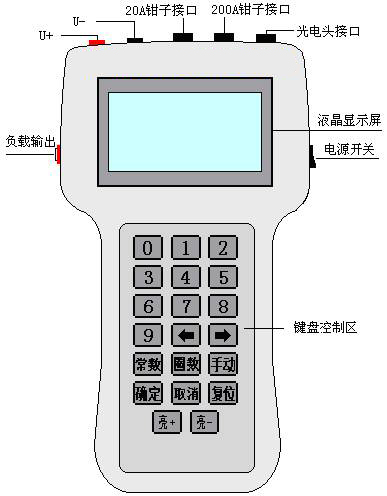 U-
20A钳子接口
200A钳子接口
U+
光电头接口
液晶显示屏
负载输出
电源开关
0 1 2
3 4 5
6 7 8
9 ← →
键盘控制区
常数 圈数 手动
确定 取消 复位
亮+ 亮-